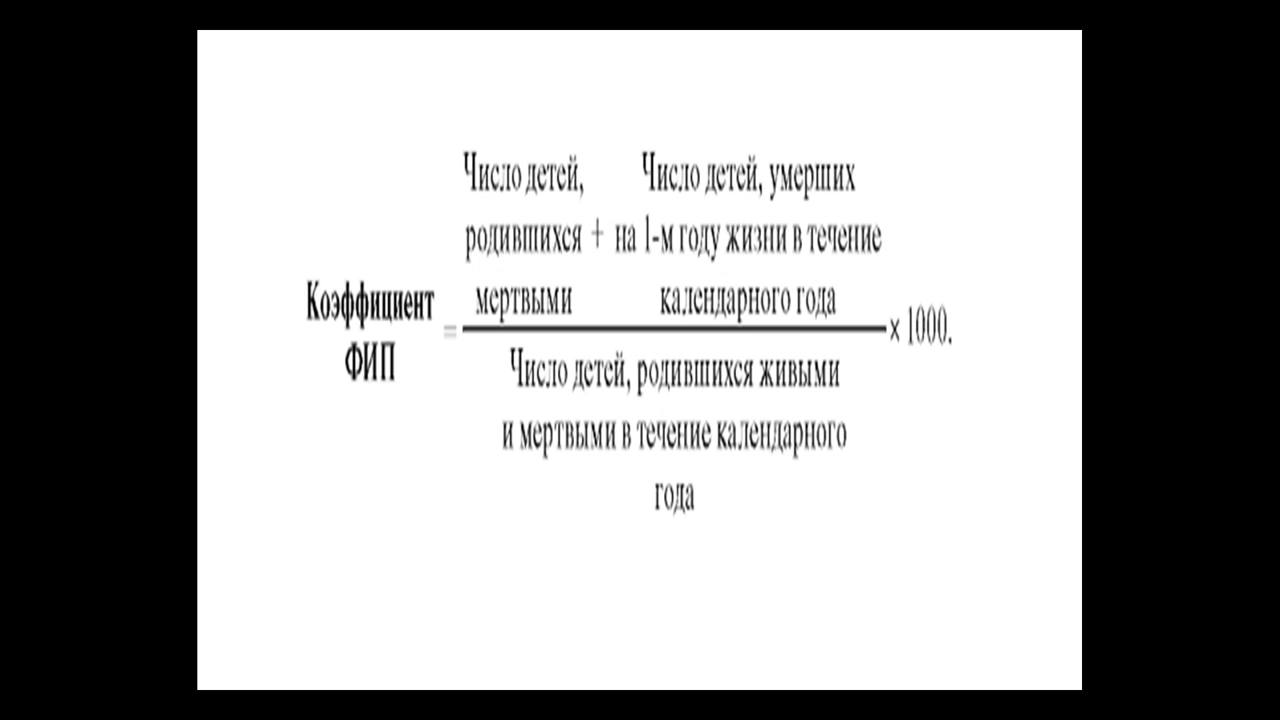 Число детей, Число детей, умерших
родившихся + на 1-м году жизни в течение
мертвыми календарного года
Коэффициент
ФИП
= × 1000.
Число детей, родившихся живыми
и мертвыми в течение календарного
года